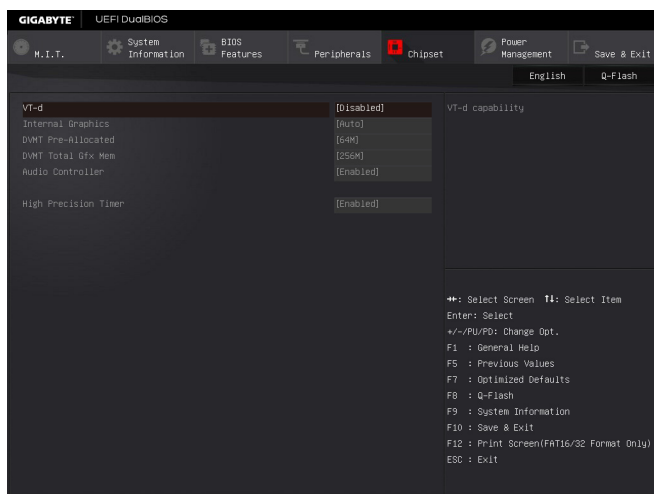 GIGABYTE™ UEFI DualBIOS
M.I.T.
System Information
BIOS Features
Peripherals
Chipset
Power Management
Save & Exit
English Q-Flash
VT-d [Disabled]
Internal Graphics [Auto]
DVMT Pre-Allocated [64M]
DVMT Total Gfx Mem [256M]
Audio Controller [Enabled]
High Precision Timer [Enabled]
VT-d capability
→←: Select Screen ↑↓: Select Item
Enter: Select
+/-/PU/PD: Change Opt.
F1 : General Help
F5 : Previous Values
F7 : Optimized Defaults
F8 : Q-Flash
F9 : System Information
F10 : Save & Exit
F12 : Print Screen(FAT16/32 Format Only)
ESC : Exit